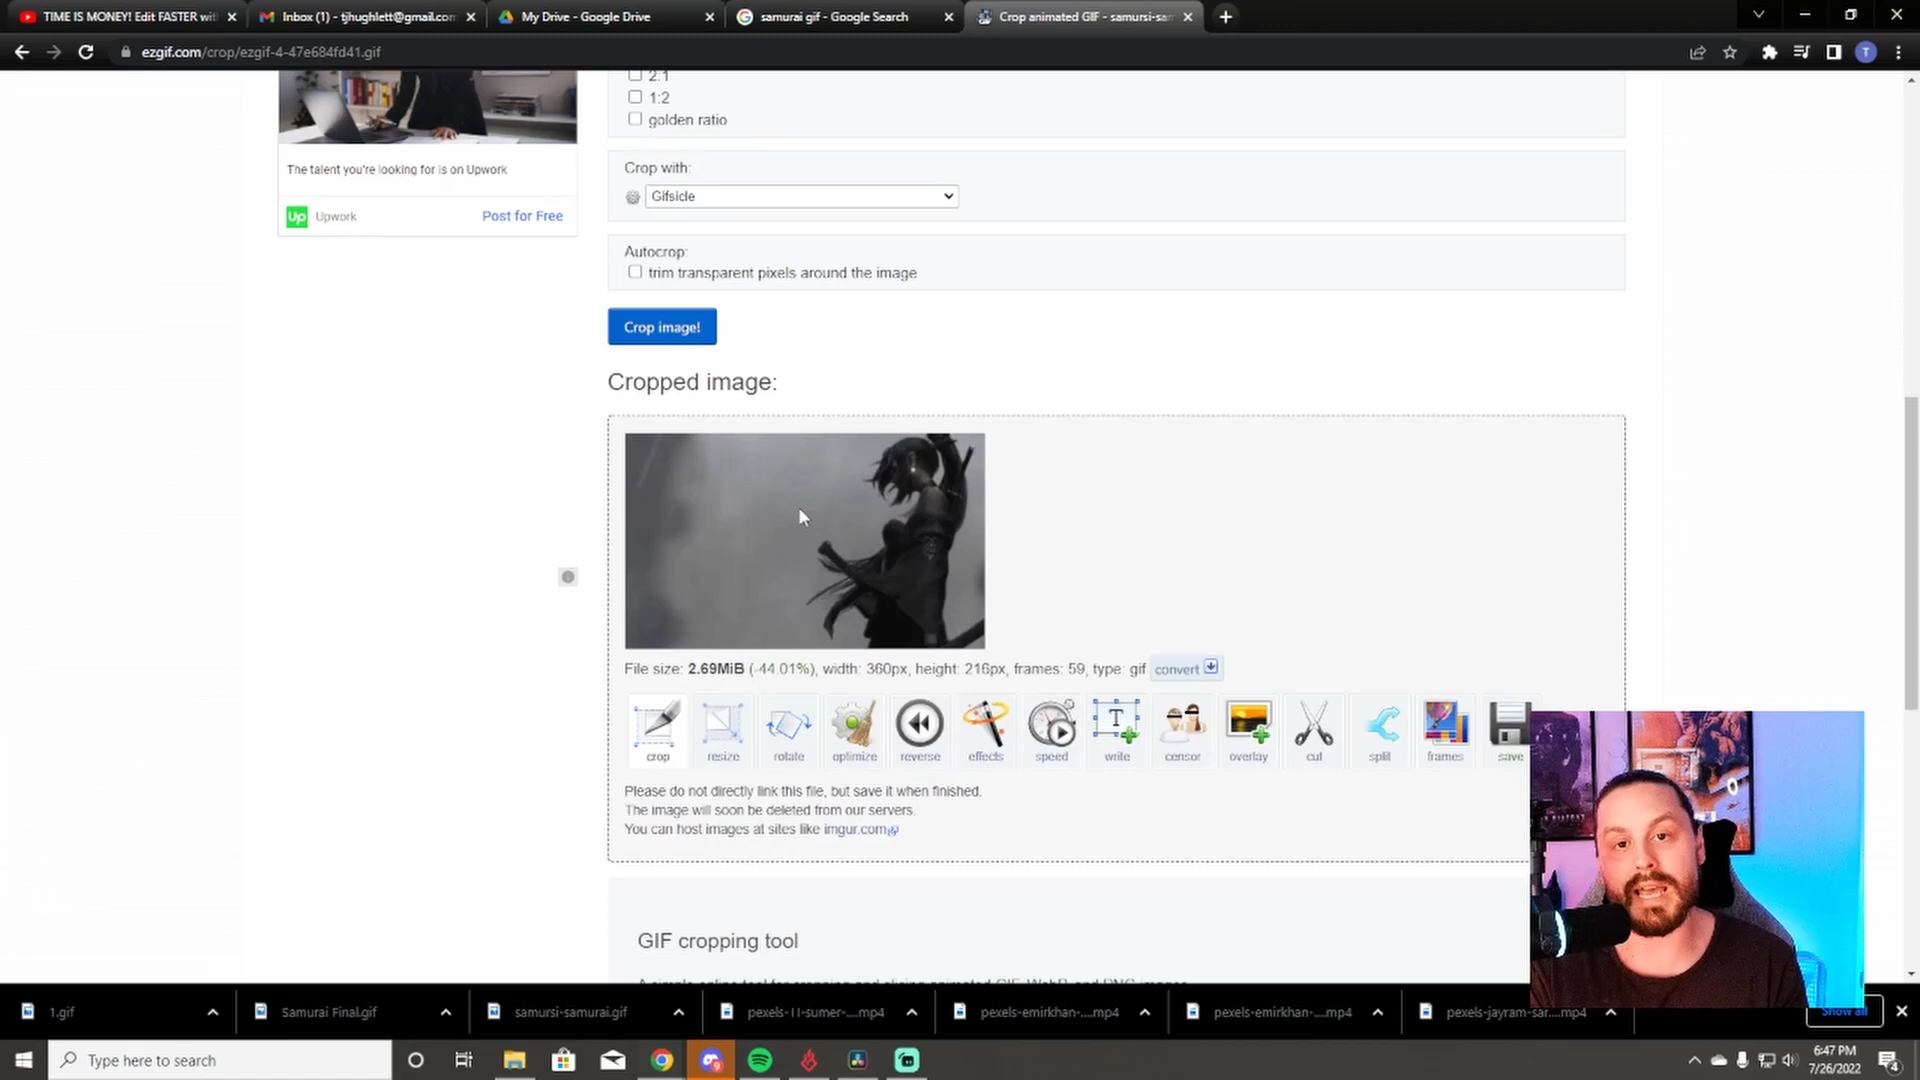 TIME IS MONEY! Edit FASTER wit
Inbox (1) - tjhughlett@gmail.com
My Drive - Google Drive
samurai gif - Google Search
Crop animated GIF - samursi-sam
ezgif.com/crop/ezgif-4-47e684fd41.gif
T
2:1
1:2
golden ratio
The talent you're looking for is on Upwork
Up Upwork Post for Free
Crop with:
Gifsicle
Autocrop:
trim transparent pixels around the image
Crop image!
Cropped image:
File size: 2.69MiB (-44.01%), width: 360px, height: 216px, frames: 59, type: gif convert
crop resize rotate optimize reverse effects speed write censor overlay cut split frames save
Please do not directly link this file, but save it when finished.
The image will soon be deleted from our servers.
You can host images at sites like imgur.com
GIF cropping tool
1.gif
Samurai Final.gif
samursi-samurai.gif
pexels-11-sumer-....mp4
pexels-emirkhan-....mp4
pexels-emirkhan-....mp4
pexels-jayram-sar....mp4
Show all
Type here to search
6:47 PM
7/26/2022
4